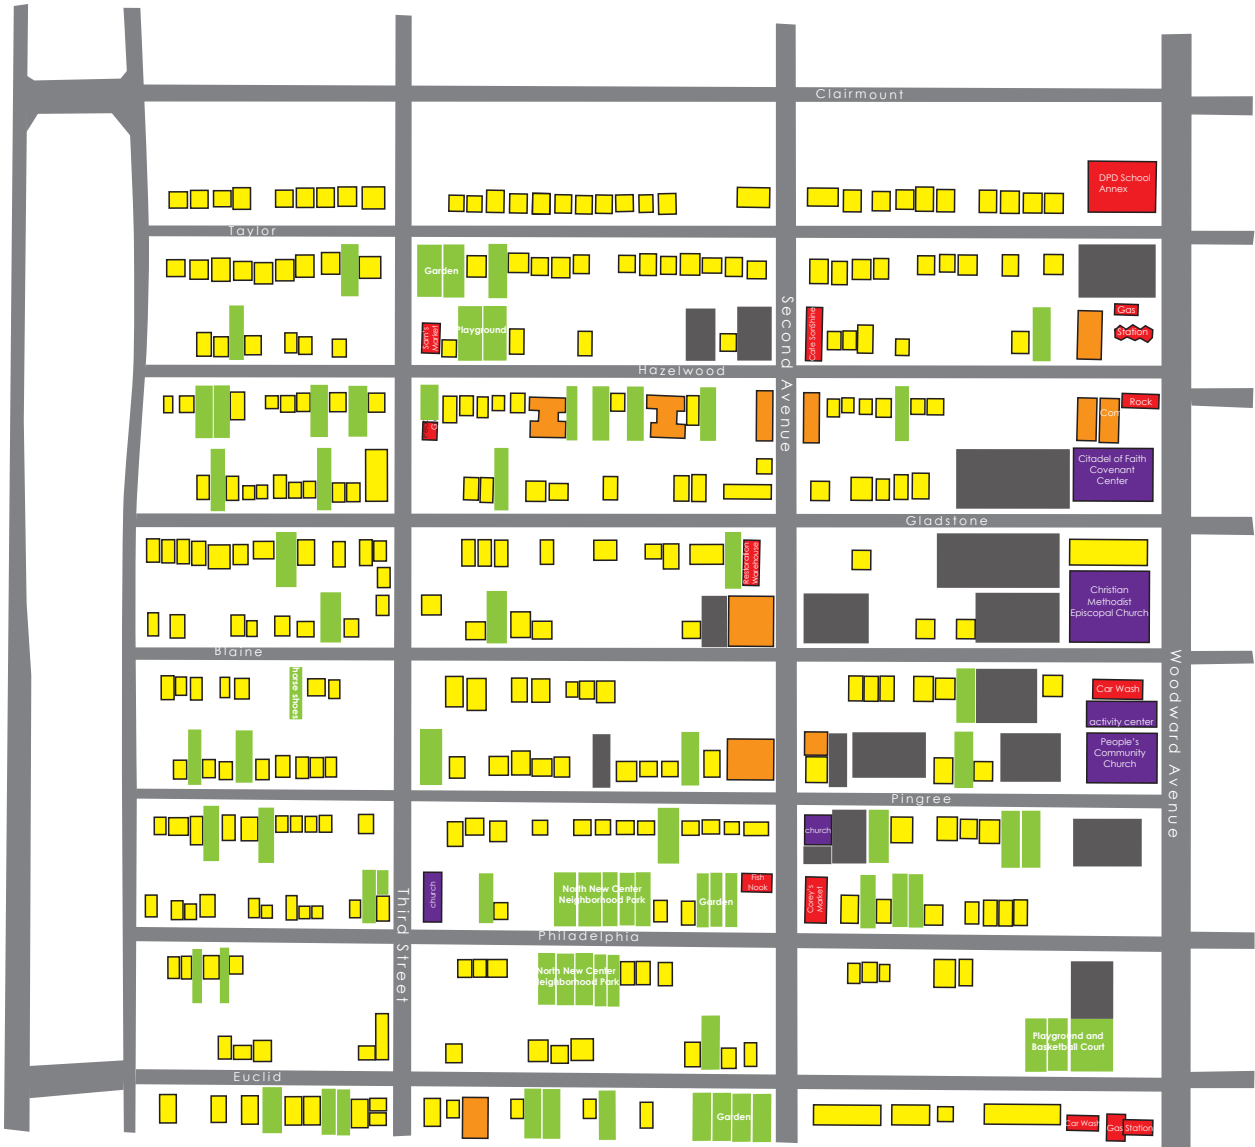 Clairmount
DPD School
Annex
Taylor
Garden
Sam's
Market
Playground
Second Avenue
Cafe SonShine
Gas
Station
Hazelwood
Rock
Citadel of Faith
Covenant
Center
Gladstone
Restoration
Warehouse
Christian
Methodist
Episcopal Church
Blaine
horse shoes
Woodward Avenue
Car Wash
activity center
People's
Community
Church
Pingree
church
Third Street
church
North New Center
Neighborhood Park
Garden
Fish
Nook
Corey's
Market
Philadelphia
North New Center
Neighborhood Park
Playground and
Basketball Court
Euclid
Garden
Car Wash
Gas Station